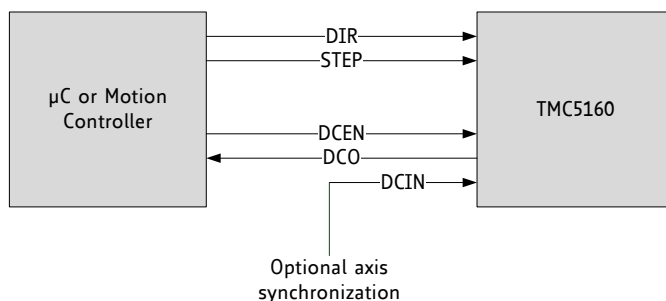 DIR
STEP
µC or Motion
Controller
TMC5160
DCEN
DCO
DCIN
Optional axis
synchronization